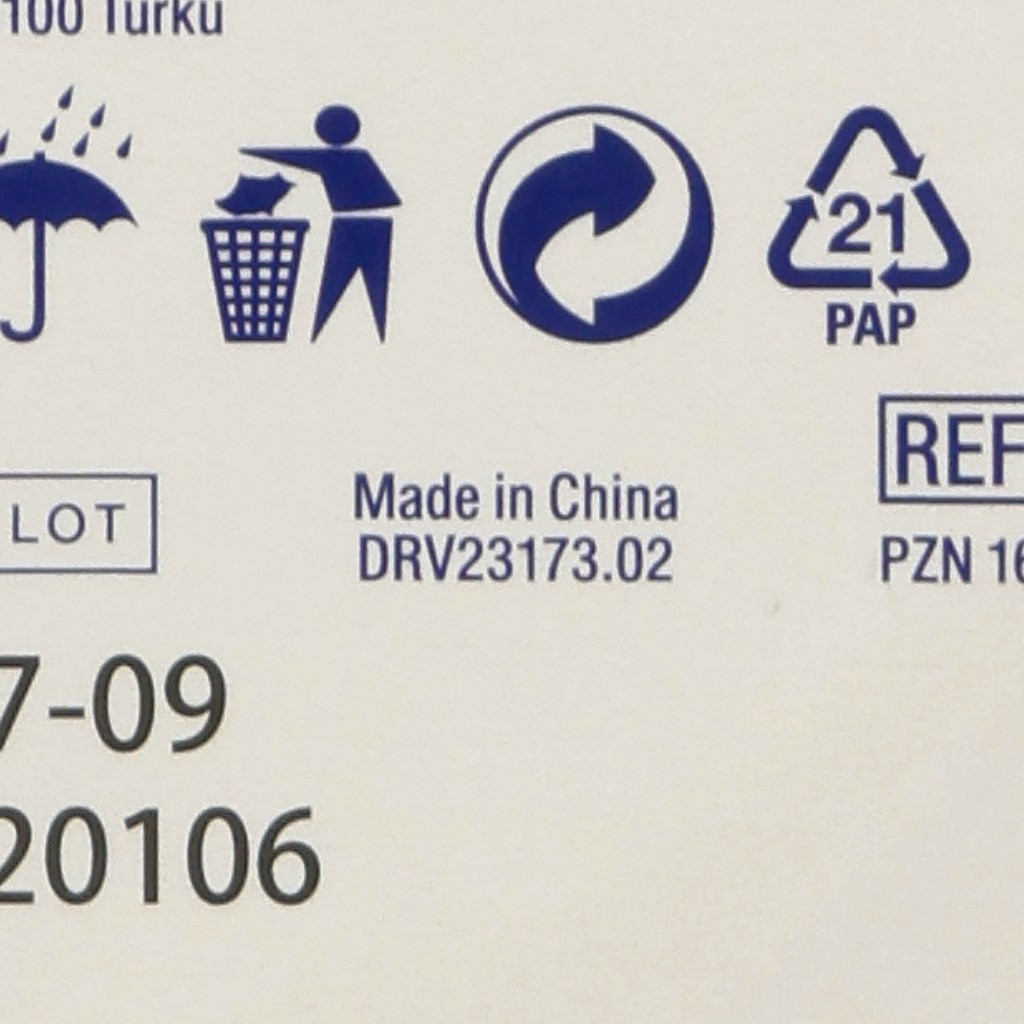 100 Turku
21
PAP
REF
LOT
Made in China
DRV23173.02
PZN 16
7-09
20106